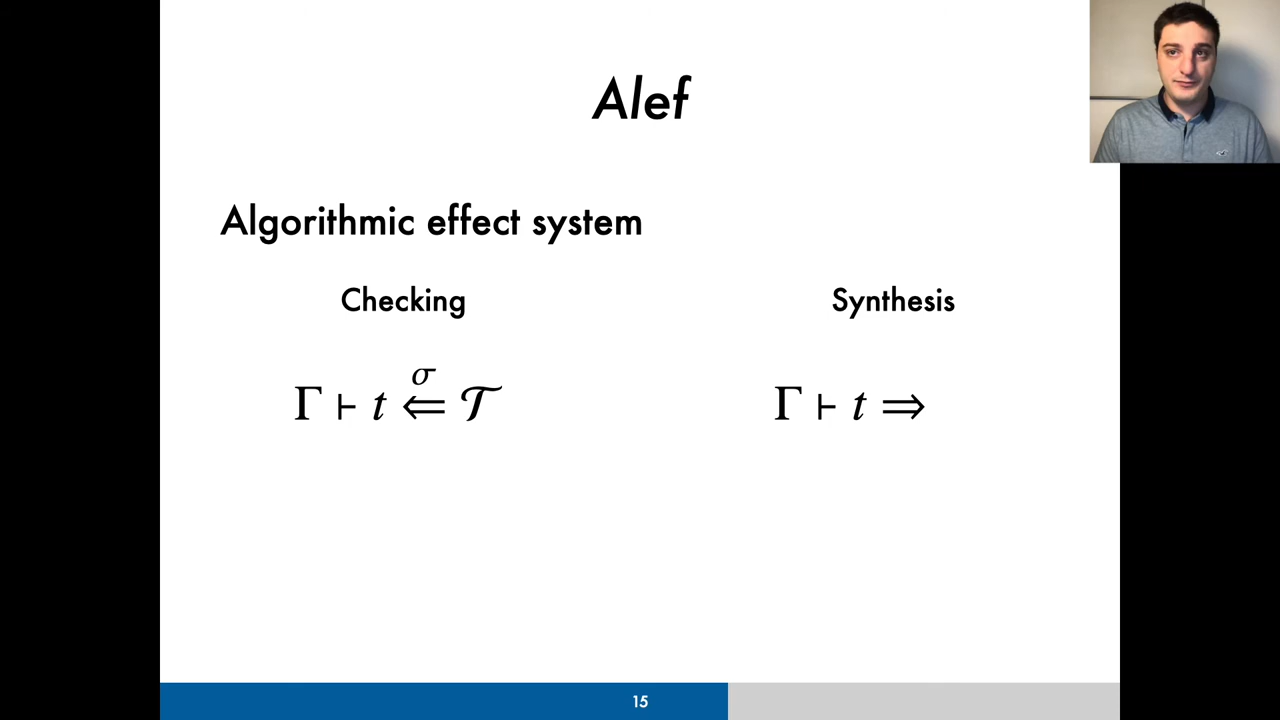 Alef
Algorithmic effect system
Checking
Synthesis
σ
Γ ⊢ t ⇐ 𝒯
Γ ⊢ t ⇒
15